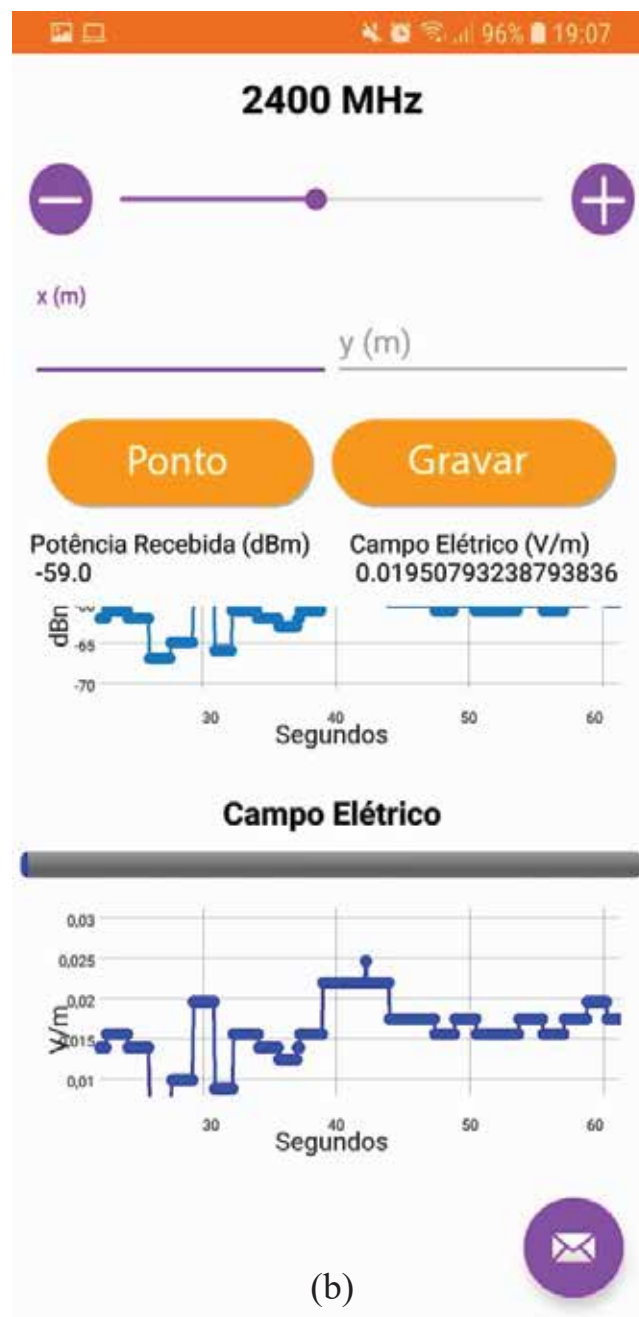 96% 19:07
2400 MHz
x (m)
y (m)
Ponto Gravar
Potência Recebida (dBm) Campo Elétrico (V/m)
-59.0 0.01950793238793836
-65
-70
30 40 50 60
Segundos
Campo Elétrico
0,03
0,025
0,02
V/m
0,01
30 40 50 60
Segundos
(b)